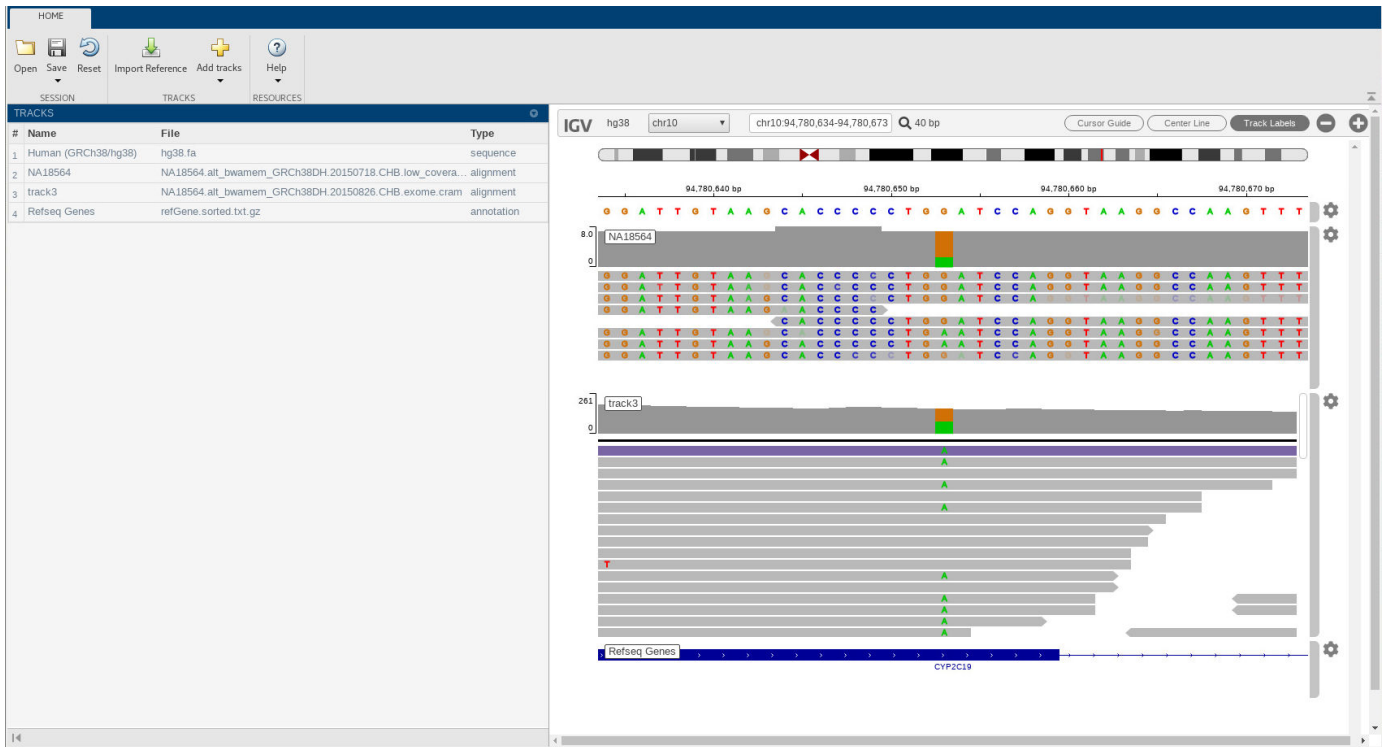 HOME
Open Save Reset Import Reference Add tracks Help
SESSION TRACKS RESOURCES
TRACKS
# Name File Type
1 Human (GRCh38/hg38) hg38.fa sequence
2 NA18564 NA18564.alt_bwamem_GRCh38DH.20150718.CHB.low_covera... alignment
3 track3 NA18564.alt_bwamem_GRCh38DH.20150826.CHB.exome.cram alignment
4 Refseq Genes refGene.sorted.txt.gz annotation
IGV hg38 chr10 chr10:94,780,634-94,780,673 40 bp Cursor Guide Center Line Track Labels
94,780,640 bp 94,780,650 bp 94,780,660 bp 94,780,670 bp
G G A T T G T A A G C A C C C C C T G G A T C C A G G T A A G G C C A A G T T T
8.0 NA18564
0
G G A T T G T A A G C A C C C C C T G G A T C C A G G T A A G G C C A A G T T T
G G A T T G T A A G C A C C C C C T G G A T C C A G G T A A G G C C A A G T T T
G G A T T G T A A G C A C C C C C T G G A T C C A G G T A A G G C C A A G T T T
G G A T T G T A A G A A C C C C
C A C C C C C T G G A T C C A G G T A A G G C C A A G T T T
G G A T T G T A A G C A C C C C C T G A A T C C A G G T A A G G C C A A G T T T
G G A T T G T A A G C A C C C C C T G A A T C C A G G T A A G G C C A A G T T T
G G A T T G T A A G C A C C C C C T G G A T C C A G G T A A G G C C A A G T T T
261 track3
0
A
A
A
A
T
A
A
A
A
A
Refseq Genes
CYP2C19